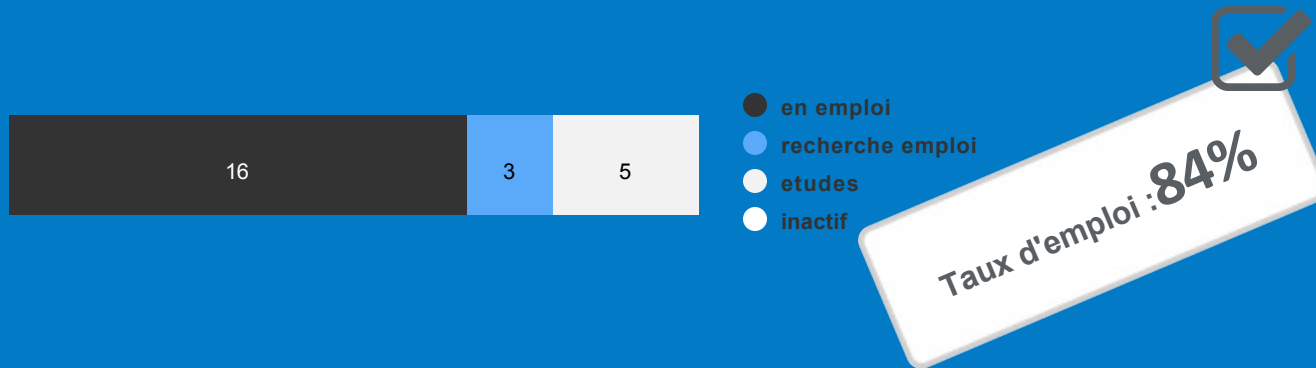 16
3
5
en emploi
recherche emploi
etudes
inactif
Taux d'emploi :84%